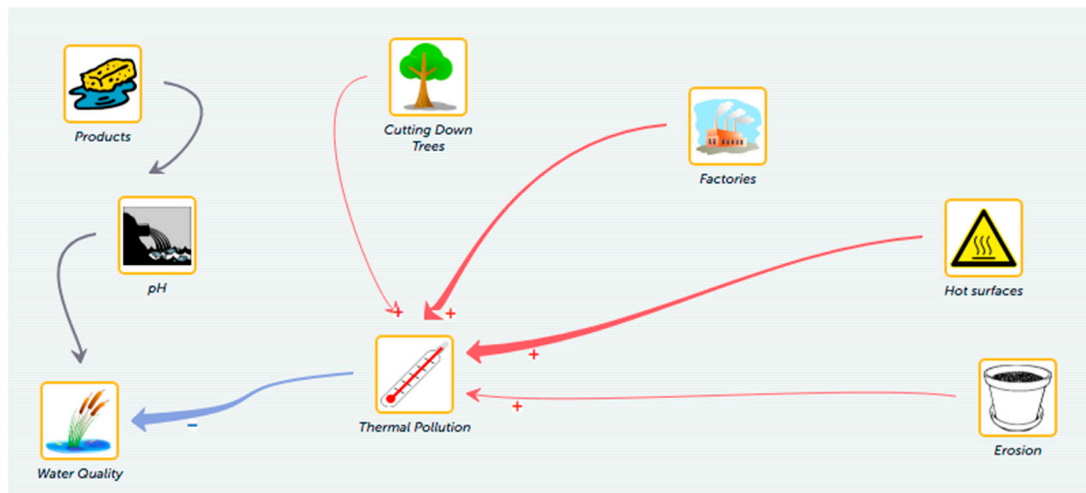 Products
Cutting Down
Trees
Factories
pH
Hot surfaces
+
+
+
Thermal Pollution
+
−
Water Quality
Erosion